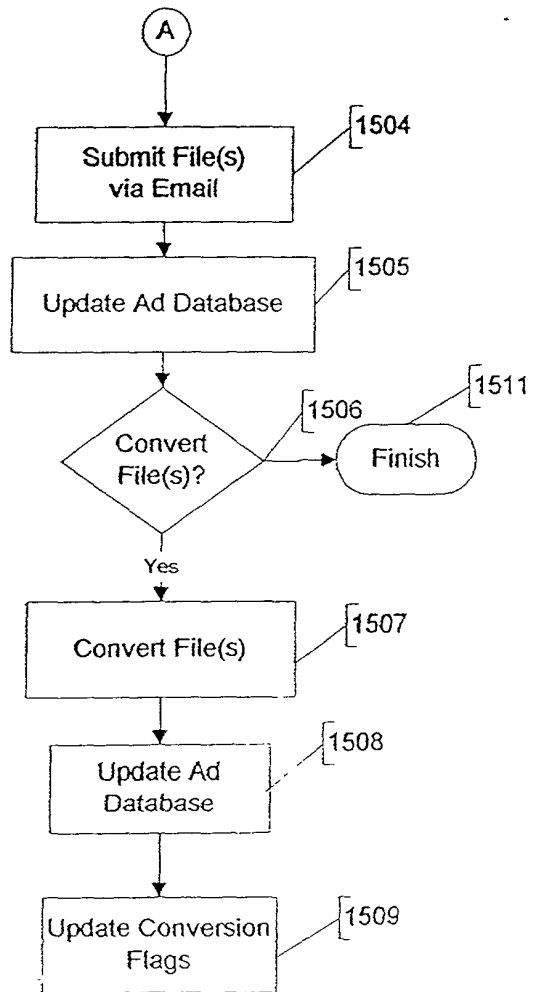 A
1504
Submit File(s)
via Email
1505
Update Ad Database
1511
1506
Convert
File(s)?
Finish
Yes
1507
Convert File(s)
1508
Update Ad
Database
1509
Update Conversion
Flags